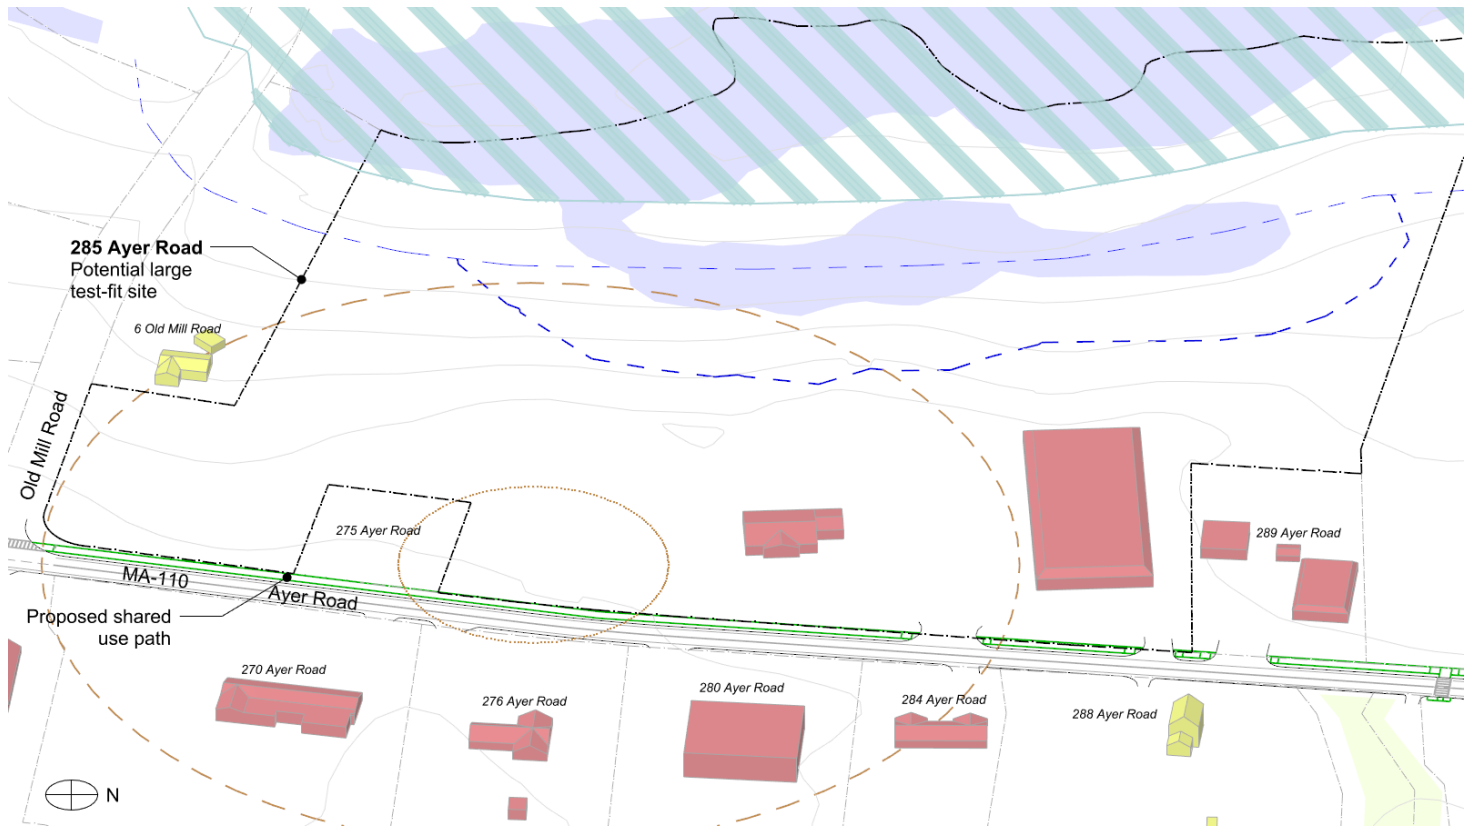 285 Ayer Road
Potential large
test-fit site
6 Old Mill Road
Old Mill Road
275 Ayer Road
289 Ayer Road
MA-110
Ayer Road
Proposed shared
use path
270 Ayer Road
276 Ayer Road
280 Ayer Road
284 Ayer Road
288 Ayer Road
N